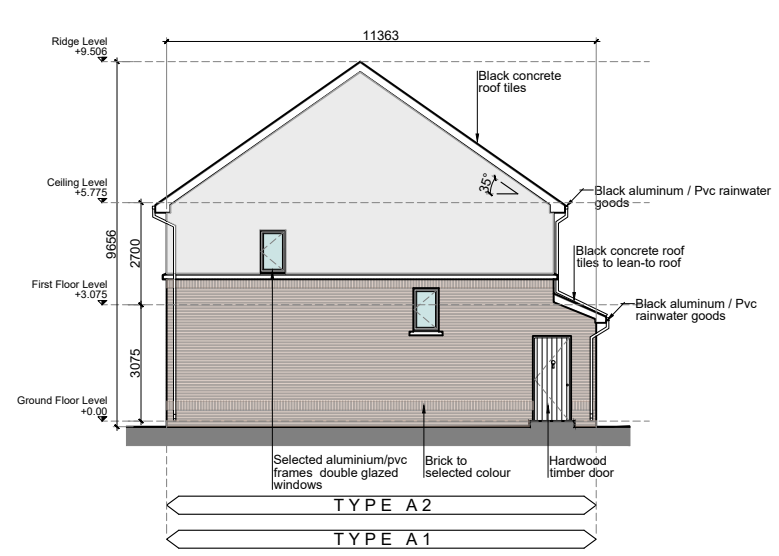 11363
Ridge Level
+9.506
Black concrete
roof tiles
35°
Ceiling Level
+5.775
Black aluminum / Pvc rainwater
goods
9656
2700
Black concrete roof
tiles to lean-to roof
First Floor Level
+3.075
Black aluminum / Pvc
rainwater goods
3075
Ground Floor Level
+0.00
Selected aluminium/pvc
frames double glazed
windows
Brick to
selected colour
Hardwood
timber door
TYPE A2
TYPE A1